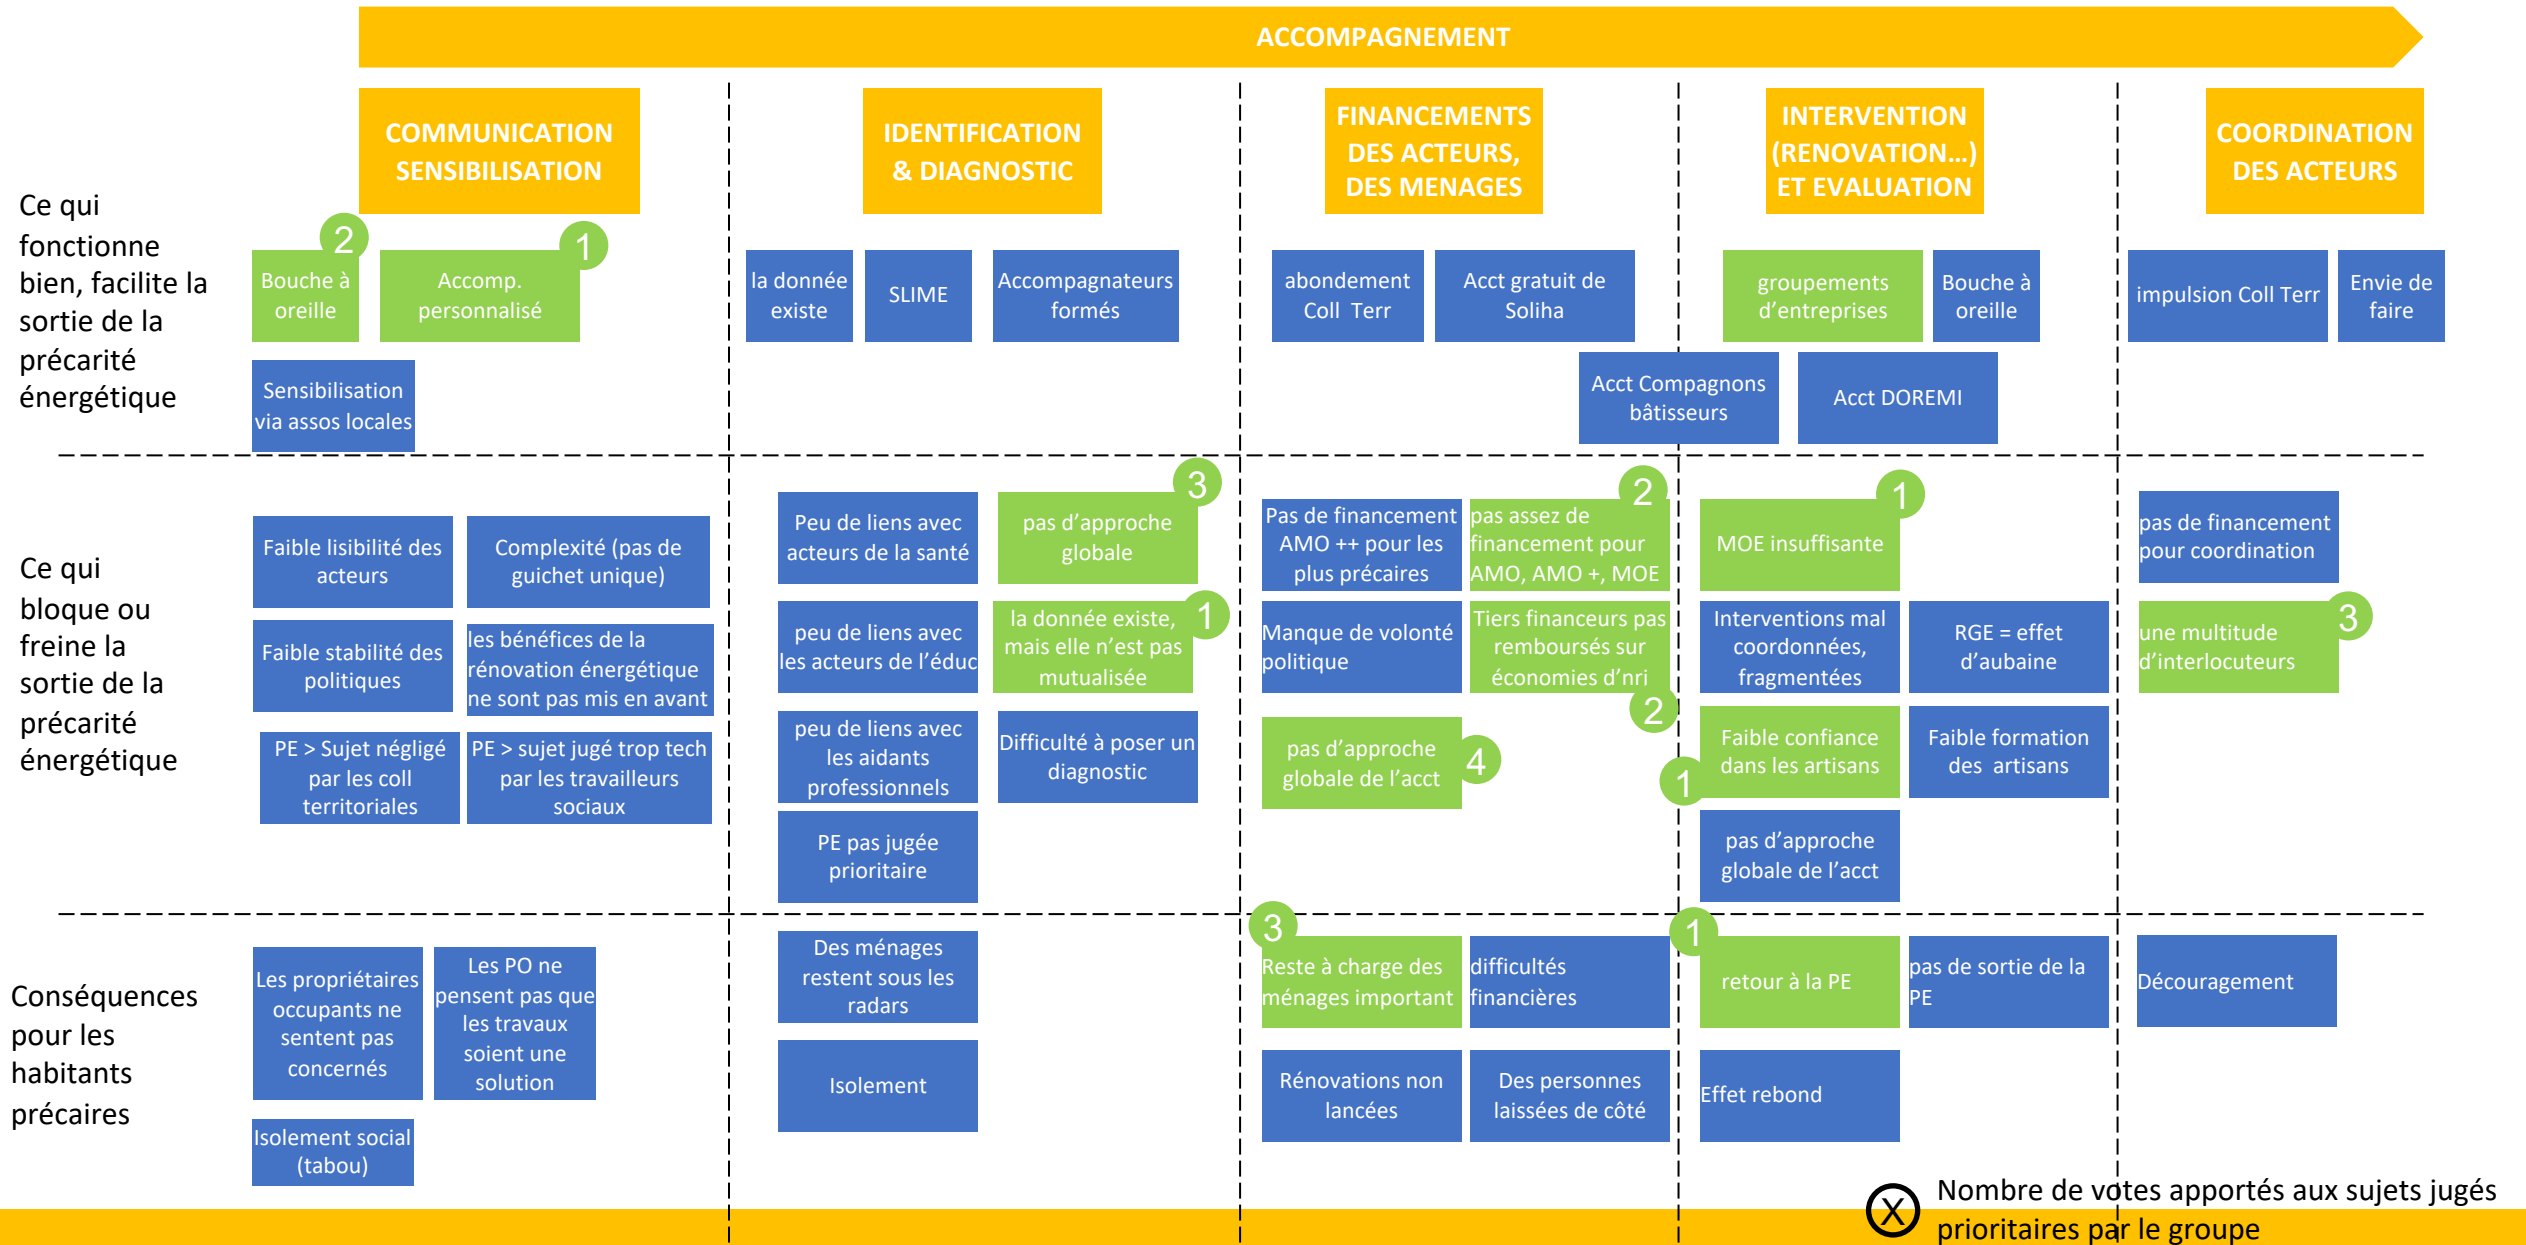 ACCOMPAGNEMENT
COMMUNICATION
SENSIBILISATION
IDENTIFICATION
& DIAGNOSTIC
FINANCEMENTS
DES ACTEURS,
DES MENAGES
INTERVENTION
(RENOVATION…)
ET EVALUATION
COORDINATION
DES ACTEURS
Ce qui
fonctionne
bien, facilite la
sortie de la
précarité
énergétique
2
Bouche à
oreille
1
Accomp.
personnalisé
Sensibilisation
via assos locales
la donnée
existe
SLIME
Accompagnateurs
formés
abondement
Coll Terr
Acct gratuit de
Soliha
Acct Compagnons
bâtisseurs
groupements
d'entreprises
Bouche à
oreille
Acct DOREMI
impulsion Coll Terr
Envie de
faire
Ce qui
bloque ou
freine la
sortie de la
précarité
énergétique
Faible lisibilité des
acteurs
Complexité (pas de
guichet unique)
Faible stabilité des
politiques
les bénéfices de la
rénovation énergétique
ne sont pas mis en avant
PE > Sujet négligé
par les coll
territoriales
PE > sujet jugé trop tech
par les travailleurs
sociaux
Peu de liens avec
acteurs de la santé
3
pas d'approche
globale
peu de liens avec
les acteurs de l'éduc
1
la donnée existe,
mais elle n'est pas
mutualisée
peu de liens avec
les aidants
professionnels
Difficulté à poser un
diagnostic
PE pas jugée
prioritaire
Pas de financement
AMO ++ pour les
plus précaires
2
pas assez de
financement pour
AMO, AMO +, MOE
Manque de volonté
politique
Tiers financeurs pas
remboursés sur
économies d'nri
2
pas d'approche
globale de l'acct
4
1
MOE insuffisante
Interventions mal
coordonnées,
fragmentées
RGE = effet
d'aubaine
Faible confiance
dans les artisans
1
Faible formation
des artisans
pas d'approche
globale de l'acct
pas de financement
pour coordination
3
une multitude
d'interlocuteurs
Conséquences
pour les
habitants
précaires
Les propriétaires
occupants ne
sentent pas
concernés
Les PO ne
pensent pas que
les travaux
soient une
solution
Isolement social
(tabou)
Des ménages
restent sous les
radars
Isolement
3
Reste à charge des
ménages important
difficultés
financières
Rénovations non
lancées
Des personnes
laissées de côté
1
retour à la PE
pas de sortie de la
PE
Effet rebond
Découragement
X
Nombre de votes apportés aux sujets jugés
prioritaires par le groupe